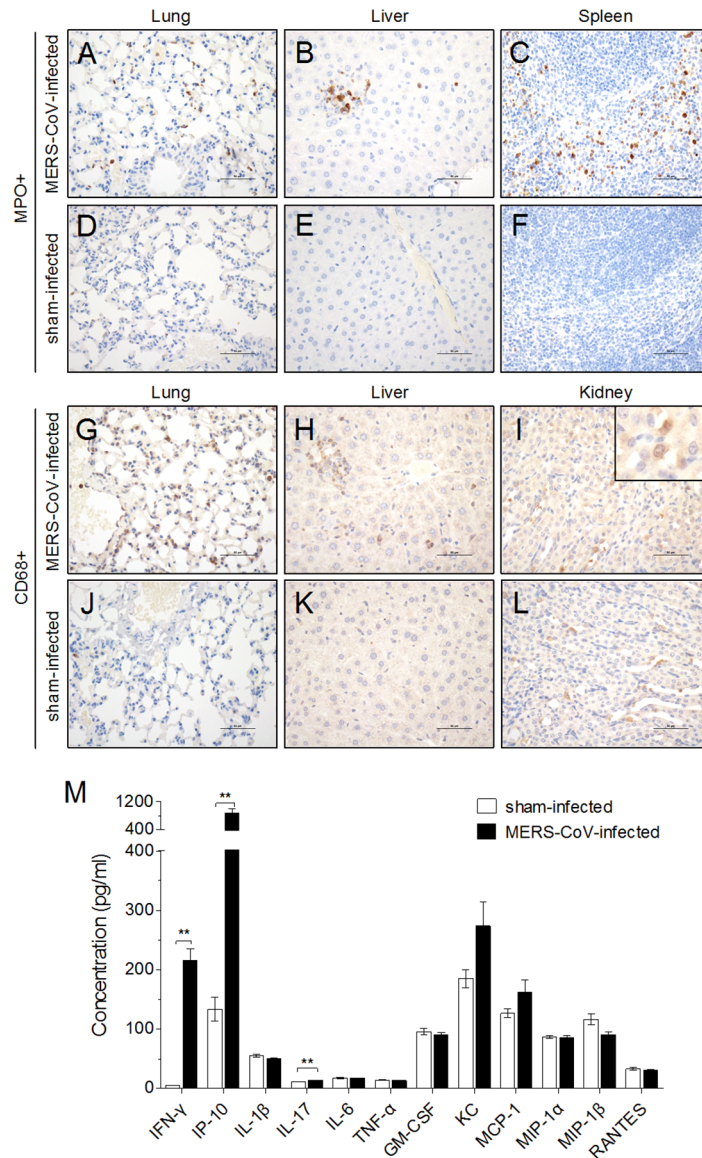 Lung
Liver
Spleen
MPO+
MERS-CoV-infected
A
B
C
sham-infected
D
E
F
Lung
Liver
Kidney
CD68+
MERS-CoV-infected
G
H
I
sham-infected
J
K
L
M
sham-infected
MERS-CoV-infected
Concentration (pg/ml)
1200
400
400
300
200
100
0
**
**
**
IFN-γ
IP-10
IL-1β
IL-17
IL-6
TNF-α
GM-CSF
KC
MCP-1
MIP-1α
MIP-1β
RANTES